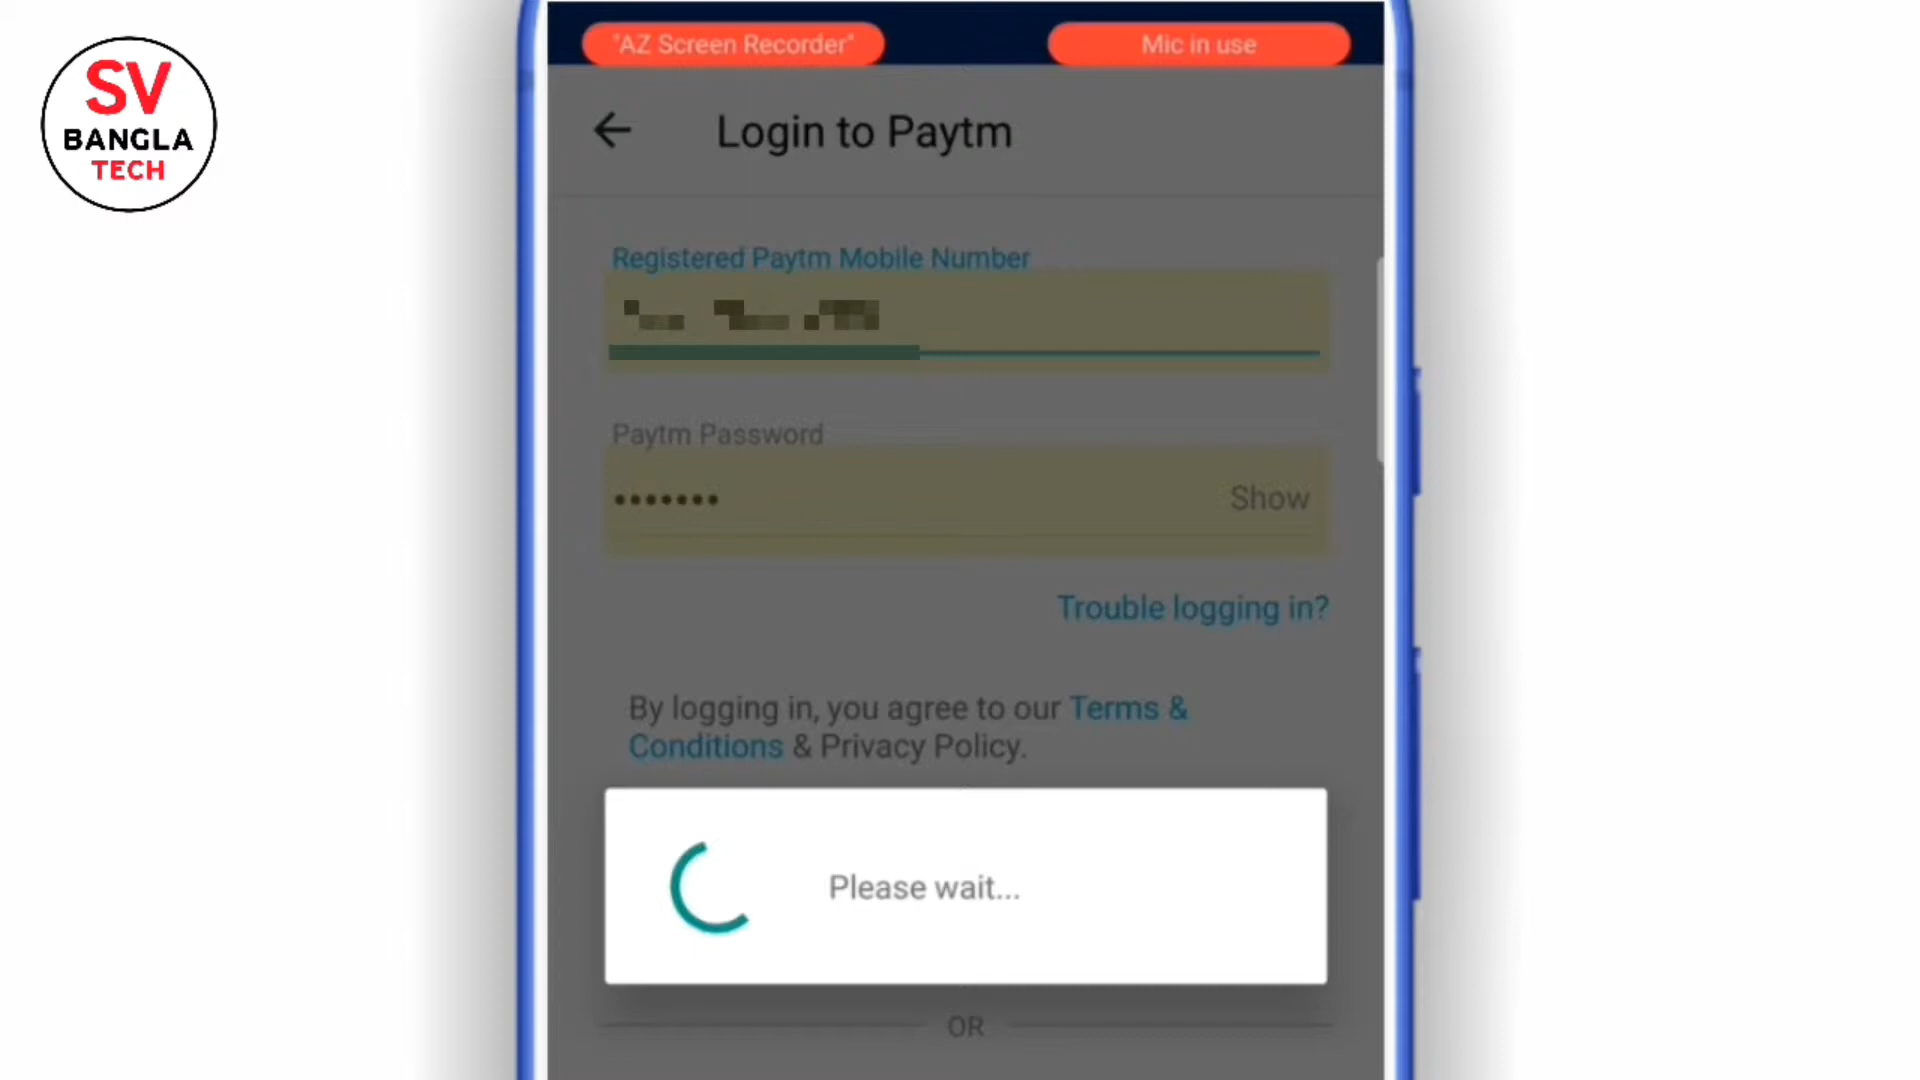 SV
BANGLA
TECH
"AZ Screen Recorder"
Mic in use
Login to Paytm
Registered Paytm Mobile Number
Paytm Password
•••••••
Show
Trouble logging in?
By logging in, you agree to our Terms &
Conditions & Privacy Policy.
Please wait...
OR